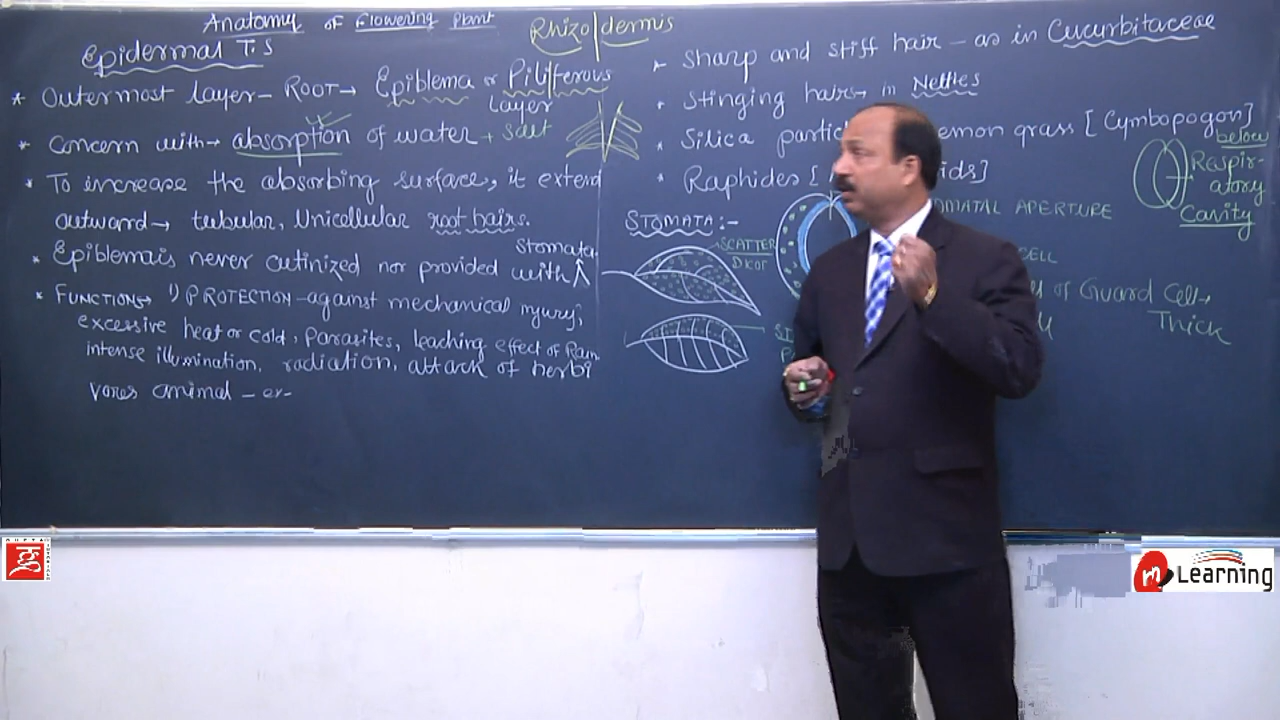 Anatomy of Flowering Plant
Rhizo|dermis
Epidermal T.S
* Outermost layer- ROOT→ Epiblema or Piliferous
Layer
* Concern with→ absorption of water + salt
* To increase the absorbing surface, it extend
outward→ tubular, Unicellular root hairs.
Stomata.
* Epiblema is never cutinized nor provided with
* FUNCTION→ 1) PROTECTION-against mechanical injury,
excessive heat or cold, Parasites, leaching effect of Rain
intense illumination, radiation, attack of herbi
vores animal - ex-
* Sharp and stiff hair - as in Cucurbitaceae
* Stinging hairs→ in Nettles
* Silica partic emon grass [Cymbopogon]
* Raphides [ ids]
below
Respir-
atory
Cavity
STOMATA:-
OMATAL APERTURE
SCATTER
Dicot
CELL
of Guard Cell→
Thick
Learning